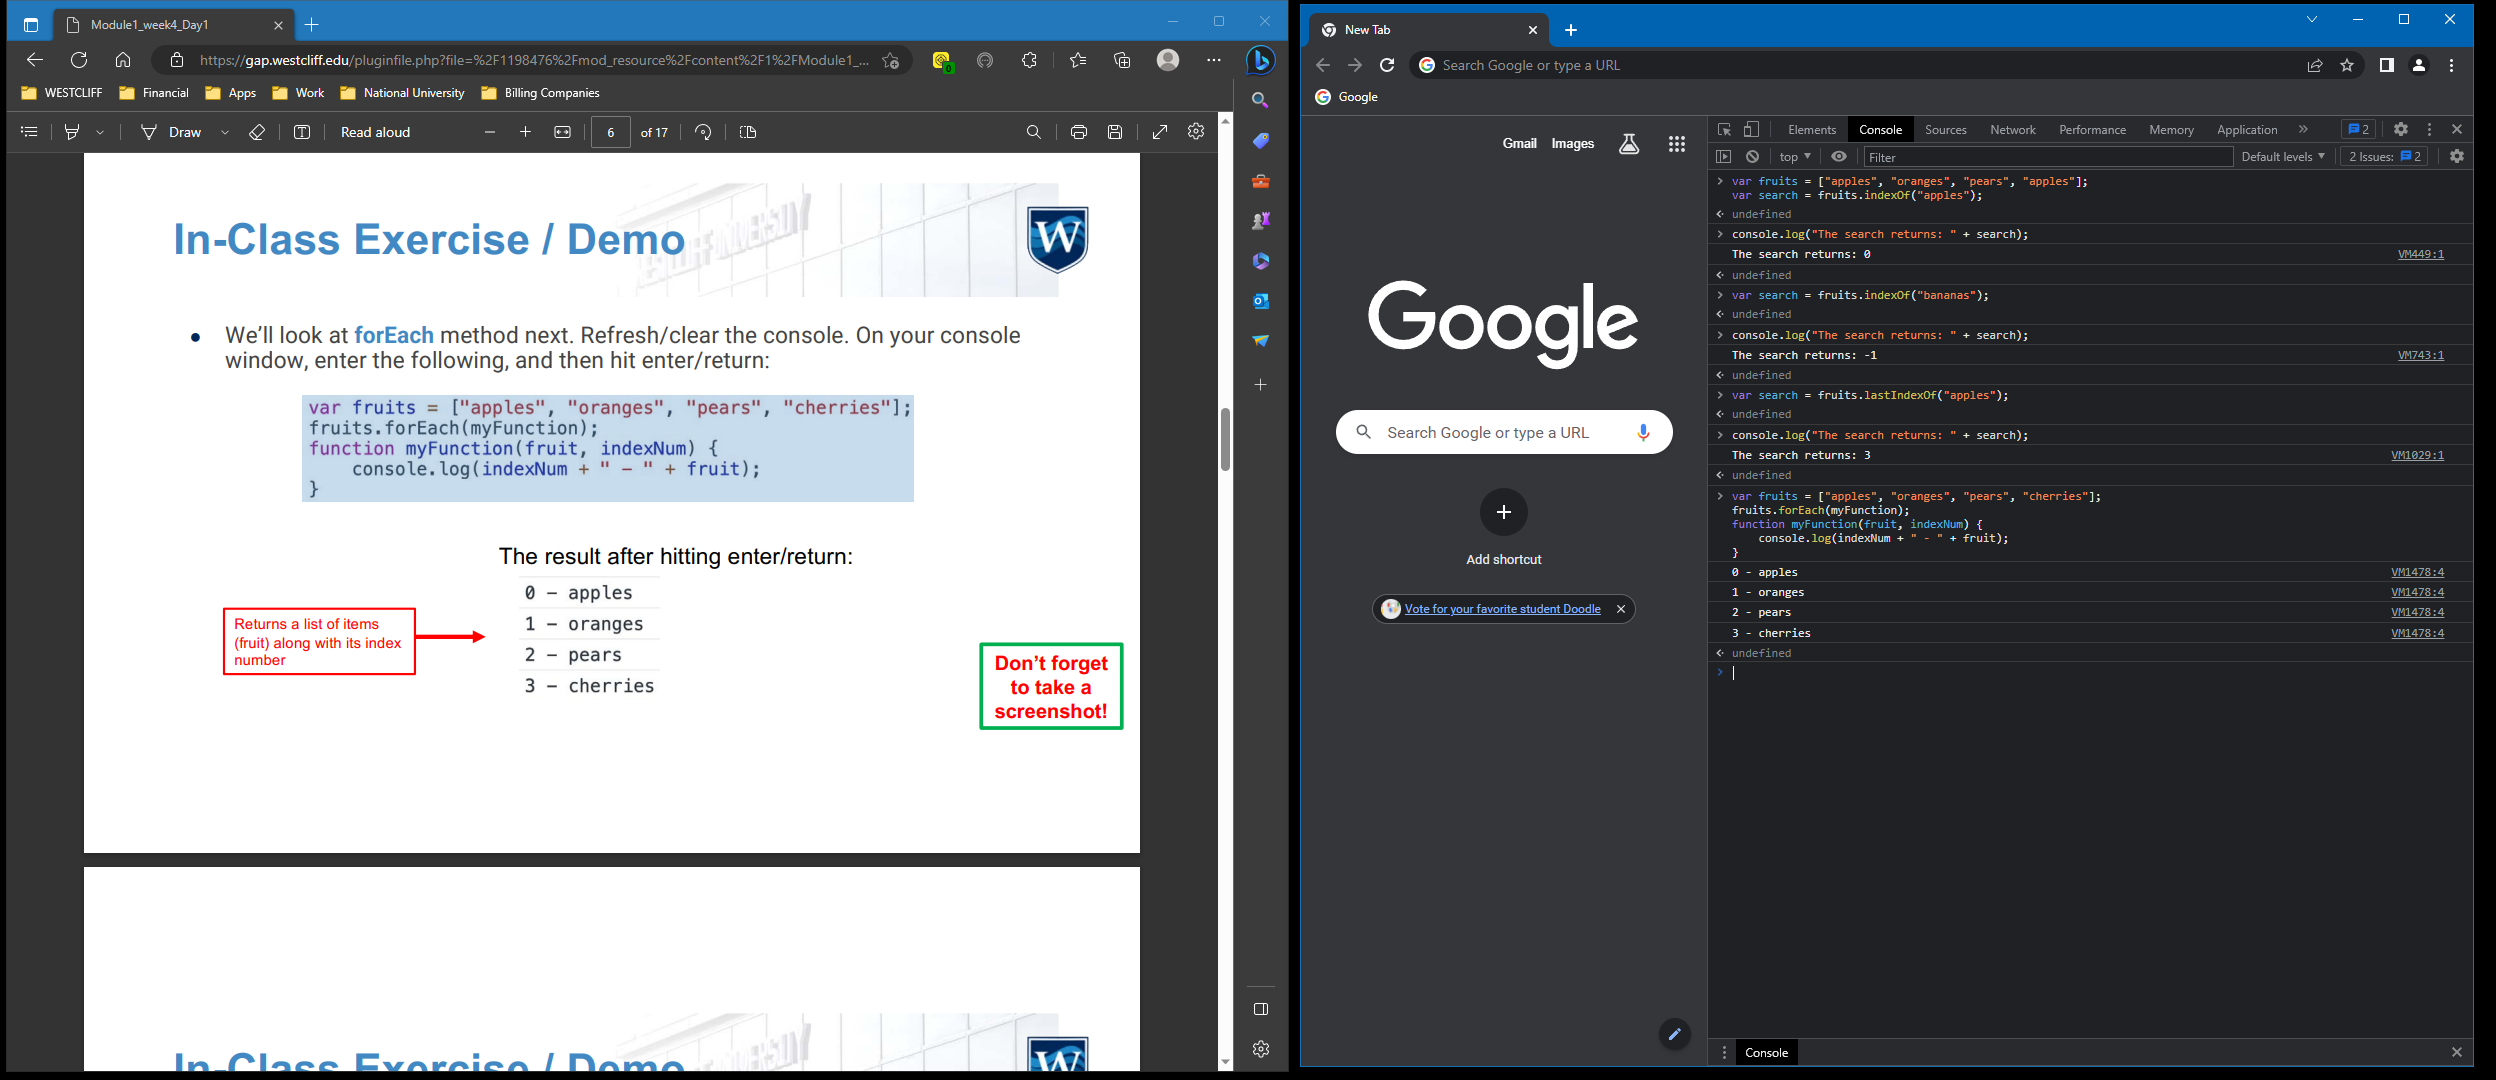 Module1_week4_Day1
https://gap.westcliff.edu/pluginfile.php?file=%2F1198476%2Fmod_resource%2Fcontent%2F1%2FModule1_...
0
WESTCLIFF Financial Apps Work National University Billing Companies
Draw Read aloud 6 of 17
In-Class Exercise / Demo
W
We'll look at forEach method next. Refresh/clear the console. On your console
window, enter the following, and then hit enter/return:
var fruits = ["apples", "oranges", "pears", "cherries"];
fruits.forEach(myFunction);
function myFunction(fruit, indexNum) {
    console.log(indexNum + " – " + fruit);
}
The result after hitting enter/return:
0 – apples
1 – oranges
2 – pears
3 – cherries
Returns a list of items
(fruit) along with its index
number
Don't forget
to take a
screenshot!
In-Class Exercise / Demo
W
New Tab
Search Google or type a URL
Google
Gmail Images
Google
Search Google or type a URL
Add shortcut
Vote for your favorite student Doodle
Elements Console Sources Network Performance Memory Application 2
top Filter Default levels 2 Issues: 2
var fruits = ["apples", "oranges", "pears", "apples"];
var search = fruits.indexOf("apples");
undefined
console.log("The search returns: " + search);
The search returns: 0 VM449:1
undefined
var search = fruits.indexOf("bananas");
undefined
console.log("The search returns: " + search);
The search returns: -1 VM743:1
undefined
var search = fruits.lastIndexOf("apples");
undefined
console.log("The search returns: " + search);
The search returns: 3 VM1029:1
undefined
var fruits = ["apples", "oranges", "pears", "cherries"];
fruits.forEach(myFunction);
function myFunction(fruit, indexNum) {
    console.log(indexNum + " - " + fruit);
}
0 - apples VM1478:4
1 - oranges VM1478:4
2 - pears VM1478:4
3 - cherries VM1478:4
undefined
Console